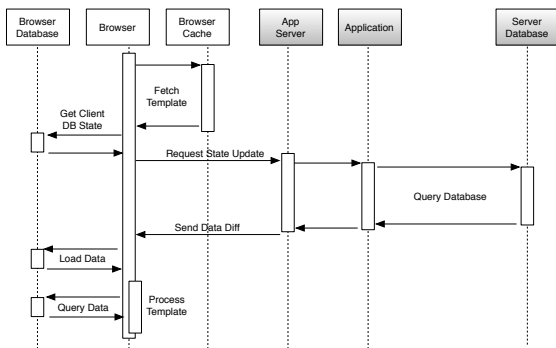 Browser
Database
Browser
Browser
Cache
App
Server
Application
Server
Database
Fetch
Template
Get Client
DB State
Request State Update
Query Database
Send Data Diff
Load Data
Query Data
Process
Template